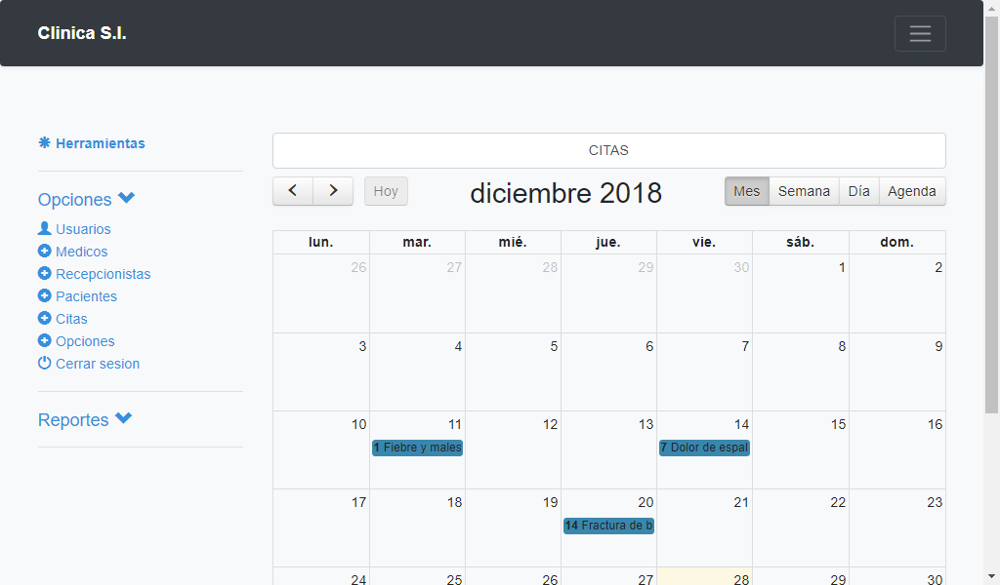 Clinica S.I.
Herramientas
Opciones
Usuarios
Medicos
Recepcionistas
Pacientes
Citas
Opciones
Cerrar sesion
Reportes
CITAS
Hoy
diciembre 2018
Mes Semana Día Agenda
lun. mar. mié. jue. vie. sáb. dom.
26 27 28 29 30 1 2
3 4 5 6 7 8 9
10 11 12 13 14 15 16
1 Fiebre y males 7 Dolor de espal
17 18 19 20 21 22 23
14 Fractura de b
24 25 26 27 28 29 30